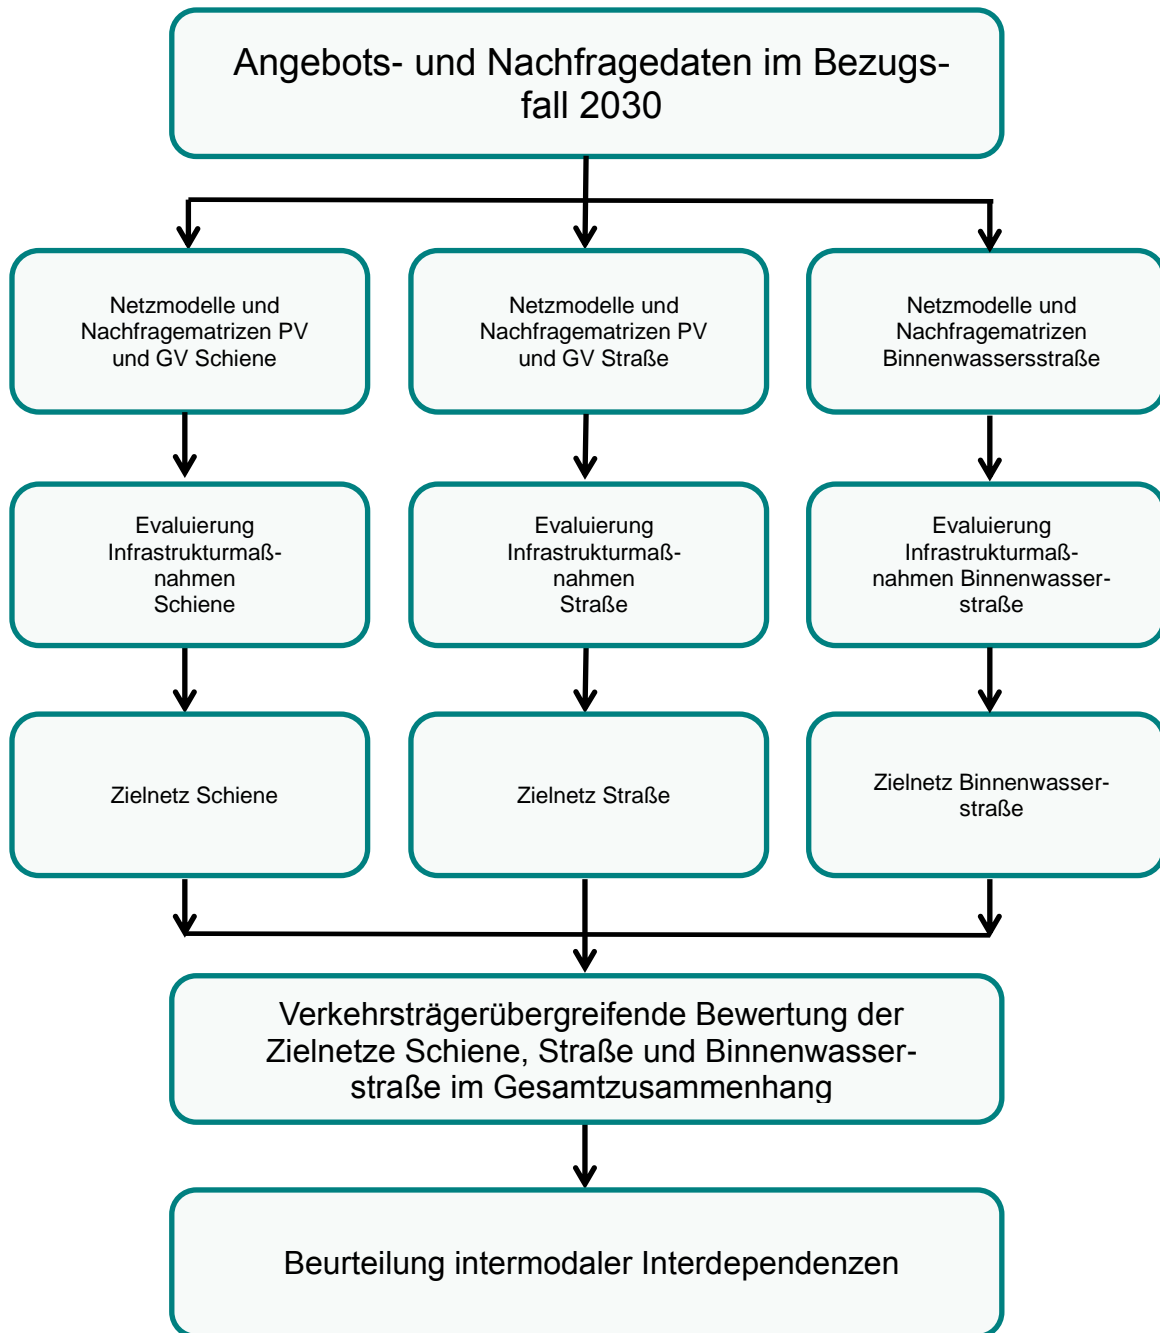 Angebots- und Nachfragedaten im Bezugs-
fall 2030
Netzmodelle und
Nachfragematrizen PV
und GV Schiene
Netzmodelle und
Nachfragematrizen PV
und GV Straße
Netzmodelle und
Nachfragematrizen
Binnenwassersstraße
Evaluierung
Infrastrukturmaß-
nahmen
Schiene
Evaluierung
Infrastrukturmaß-
nahmen
Straße
Evaluierung
Infrastrukturmaß-
nahmen Binnenwasser-
straße
Zielnetz Schiene
Zielnetz Straße
Zielnetz Binnenwasser-
straße
Verkehrsträgerübergreifende Bewertung der
Zielnetze Schiene, Straße und Binnenwasser-
straße im Gesamtzusammenhang
Beurteilung intermodaler Interdependenzen